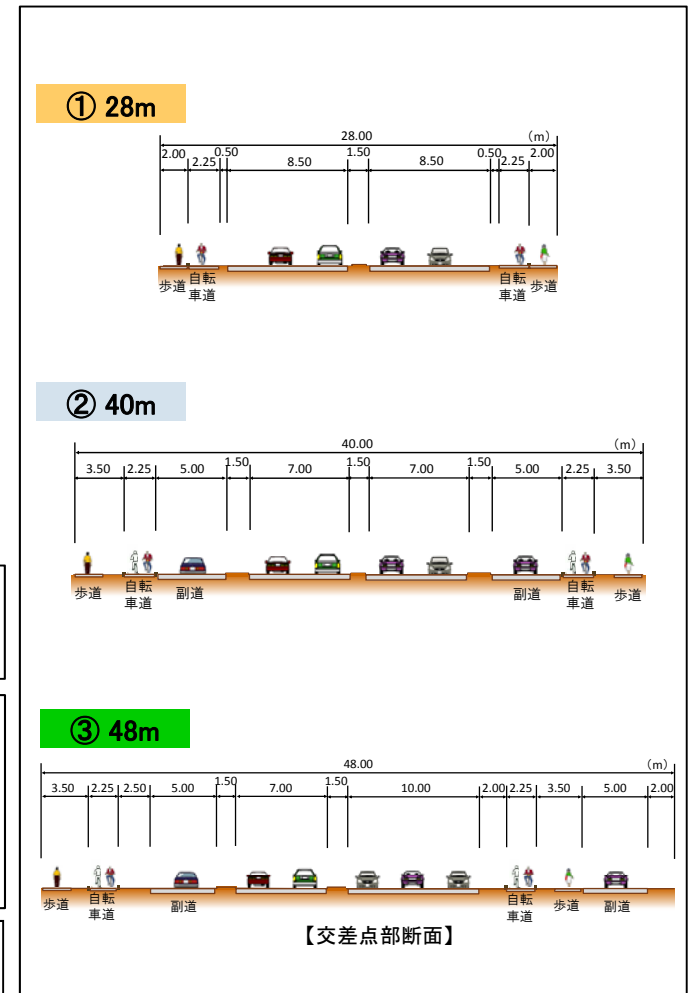 ① 28m
28.00 (m)
2.00 2.25 0.50 8.50 1.50 8.50 0.50 2.25 2.00
歩道 自転車道 自転車道 歩道
② 40m
40.00 (m)
3.50 2.25 5.00 1.50 7.00 1.50 7.00 1.50 5.00 2.25 3.50
歩道 自転車道 副道 副道 自転車道 歩道
③ 48m
48.00 (m)
3.50 2.25 2.50 5.00 1.50 7.00 1.50 10.00 2.00 2.25 3.50 5.00 2.00
歩道 自転車道 副道 自転車道 歩道 副道
【交差点部断面】